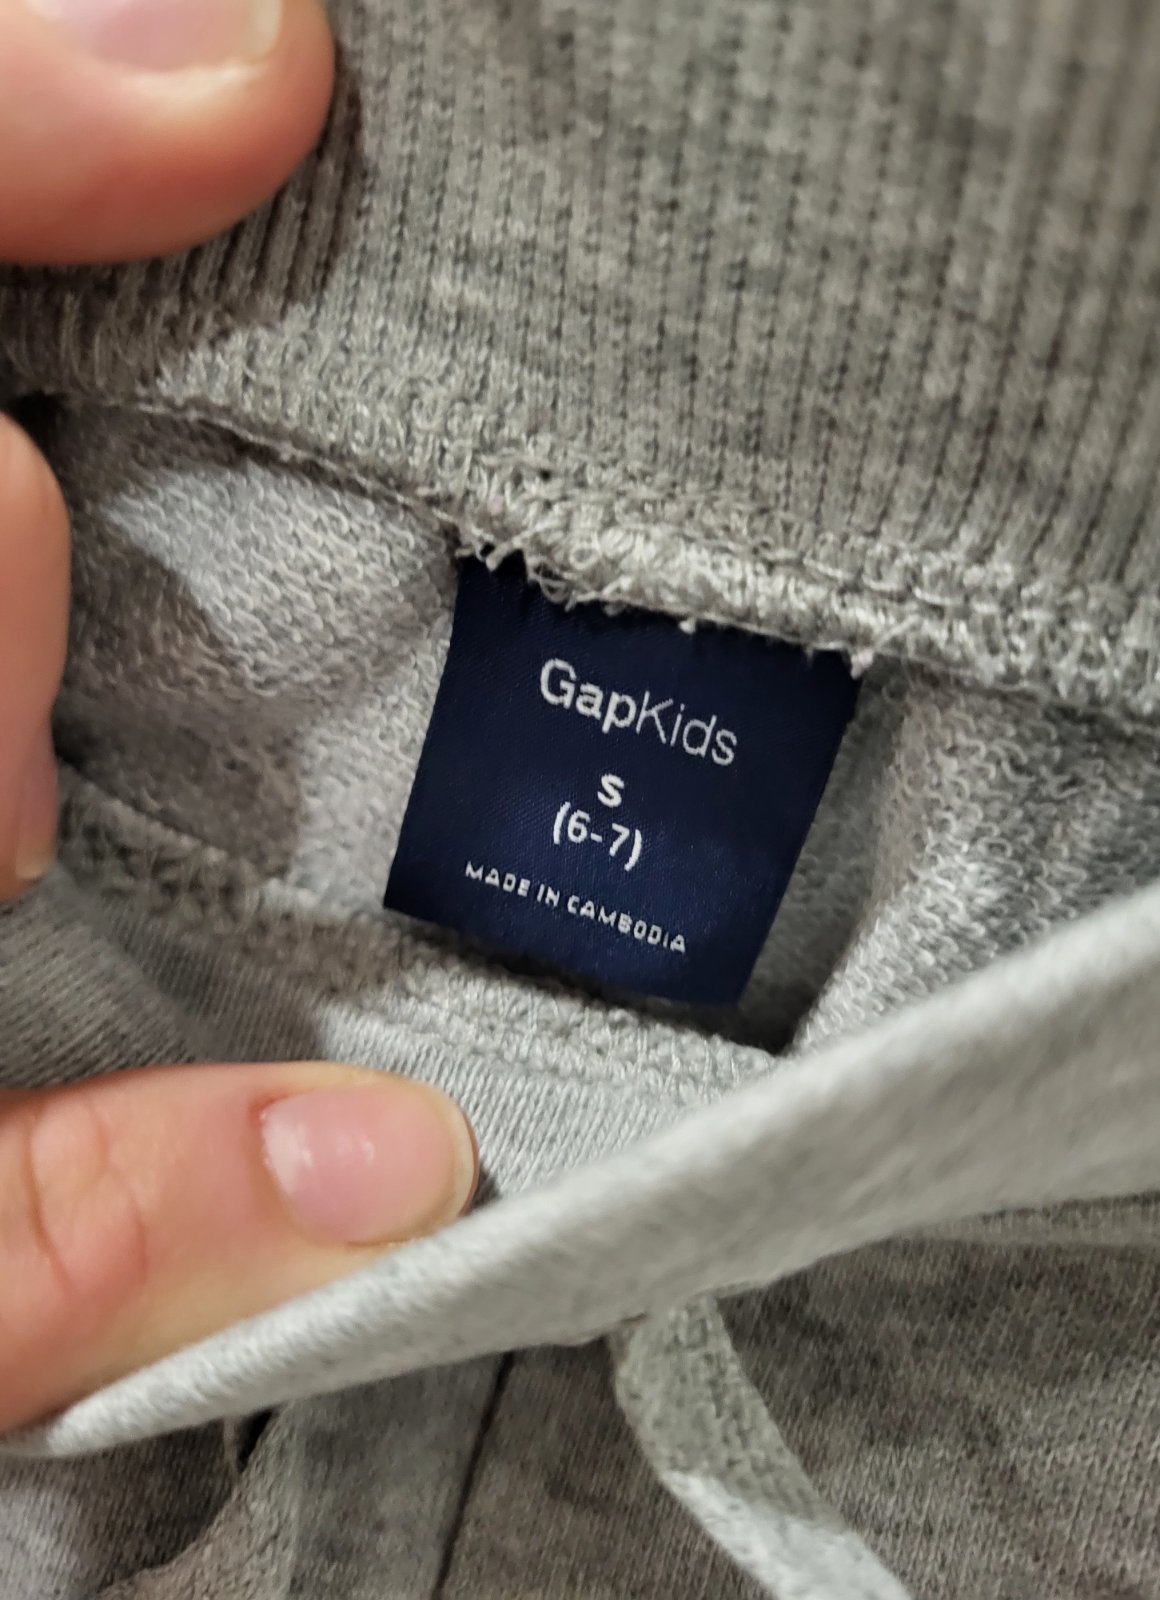 GapKids
S
(6-7)
MADE IN CAMBODIA